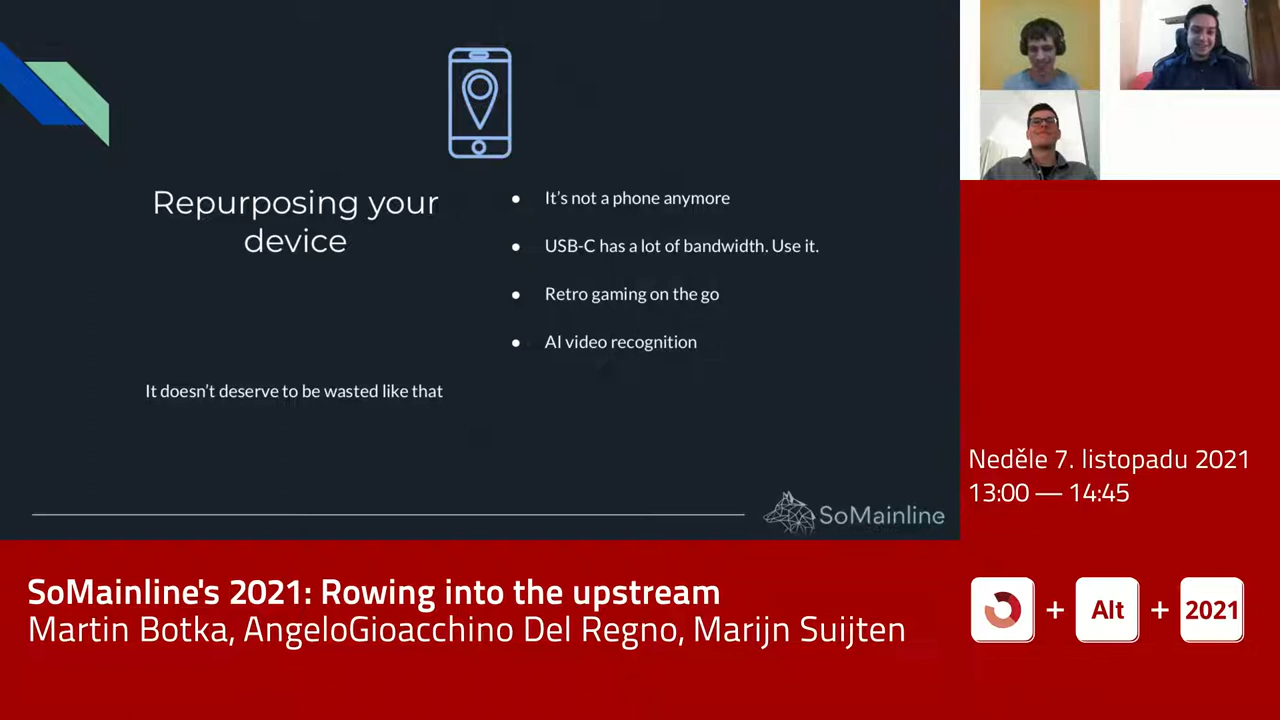 Repurposing your
device
It doesn't deserve to be wasted like that
● It's not a phone anymore
● USB-C has a lot of bandwidth. Use it.
● Retro gaming on the go
● AI video recognition
SoMainline
Neděle 7. listopadu 2021
13:00 — 14:45
SoMainline's 2021: Rowing into the upstream
Martin Botka, AngeloGioacchino Del Regno, Marijn Suijten
+ Alt + 2021